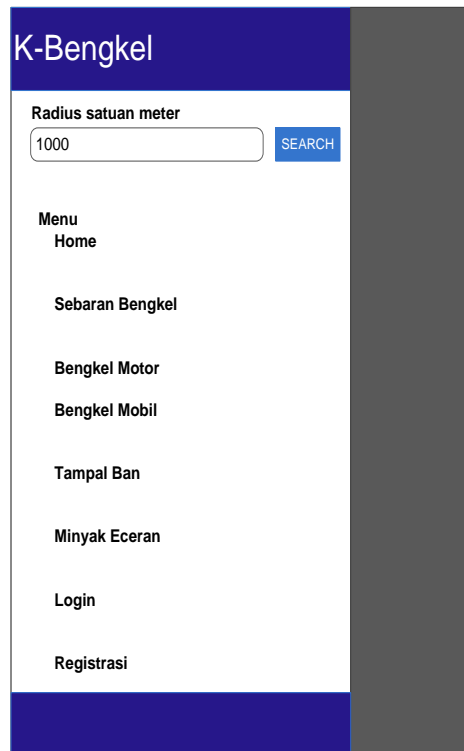 K-Bengkel
Radius satuan meter
1000
SEARCH
Menu
Home
Sebaran Bengkel
Bengkel Motor
Bengkel Mobil
Tampal Ban
Minyak Eceran
Login
Registrasi